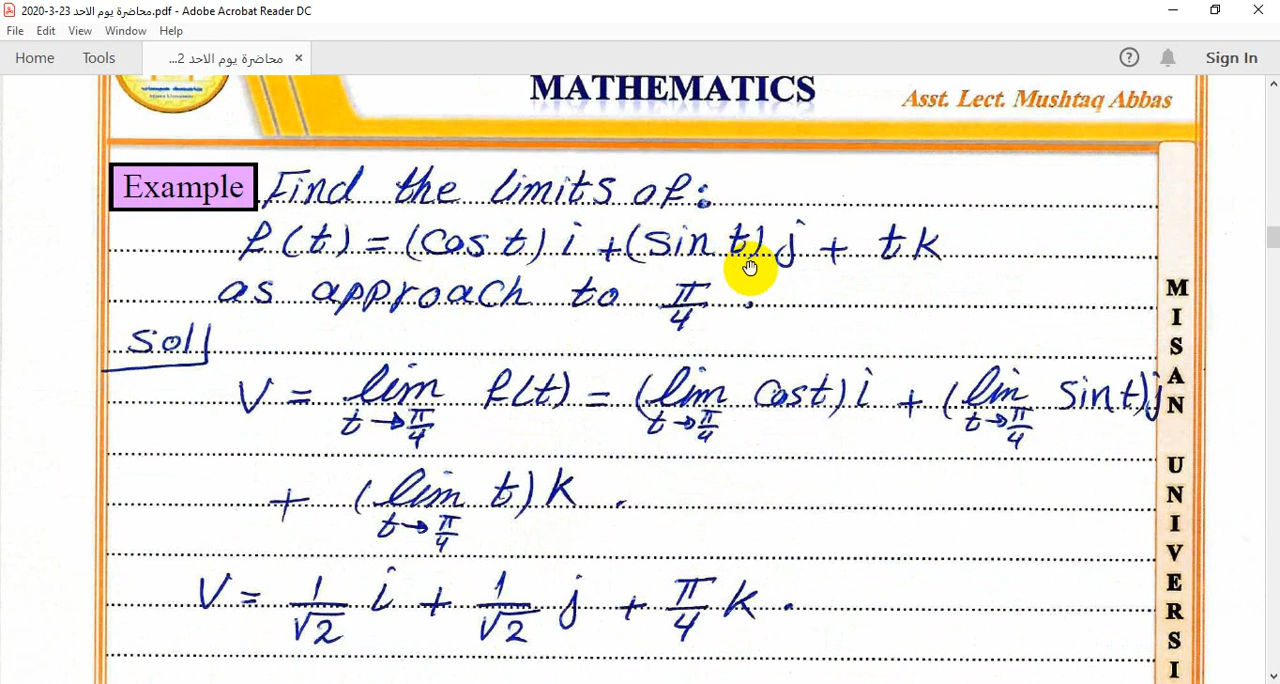 محاضرة يوم الاحد 23-3-2020.pdf - Adobe Acrobat Reader DC
File Edit View Window Help
Home Tools محاضرة يوم الاحد 2... × Sign In
MATHEMATICS
Asst. Lect. Mushtaq Abbas
Example Find the limits of:
f(t) = (cos t) i + (sin t) j + t k
as approach to π/4 .
Sol
V = lim t→π/4 f(t) = (lim t→π/4 cos t) i + (lim t→π/4 sin t) j
+ (lim t→π/4 t) k .
V = 1/√2 i + 1/√2 j + π/4 k .
MISAN UNIVERSI